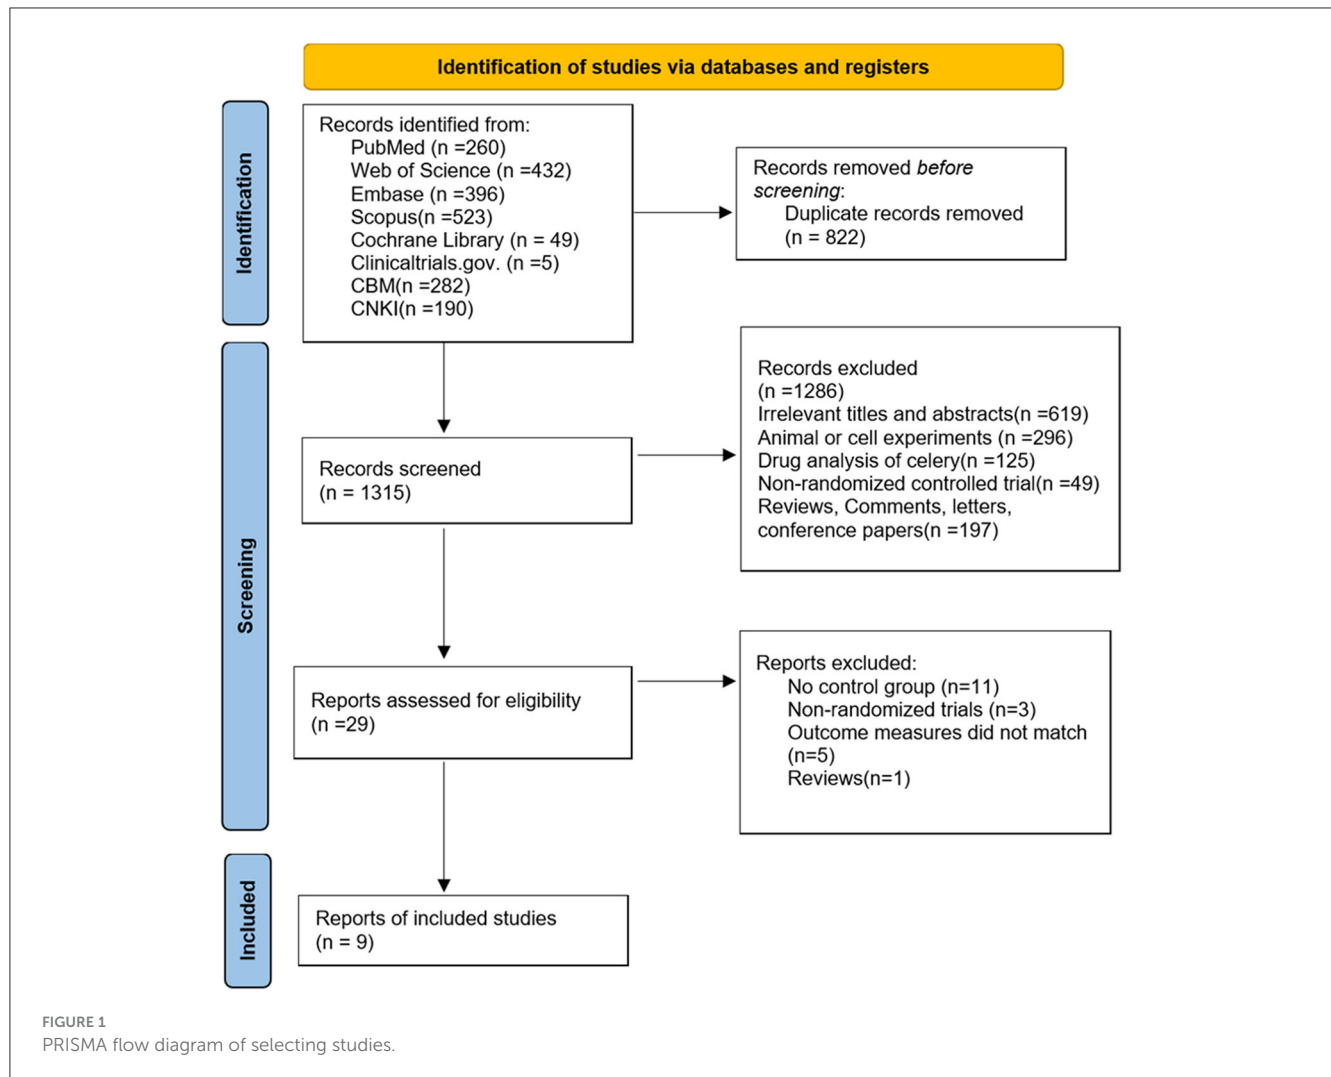 Identification of studies via databases and registers
Identification
Records identified from:
PubMed (n =260)
Web of Science (n =432)
Embase (n =396)
Scopus(n =523)
Cochrane Library (n = 49)
Clinicaltrials.gov. (n =5)
CBM(n =282)
CNKI(n =190)
Records removed before
screening:
Duplicate records removed
(n = 822)
Screening
Records screened
(n = 1315)
Records excluded
(n =1286)
Irrelevant titles and abstracts(n =619)
Animal or cell experiments (n =296)
Drug analysis of celery(n =125)
Non-randomized controlled trial(n =49)
Reviews, Comments, letters,
conference papers(n =197)
Reports assessed for eligibility
(n =29)
Reports excluded:
No control group (n=11)
Non-randomized trials (n=3)
Outcome measures did not match
(n=5)
Reviews(n=1)
Included
Reports of included studies
(n = 9)
FIGURE 1
PRISMA flow diagram of selecting studies.